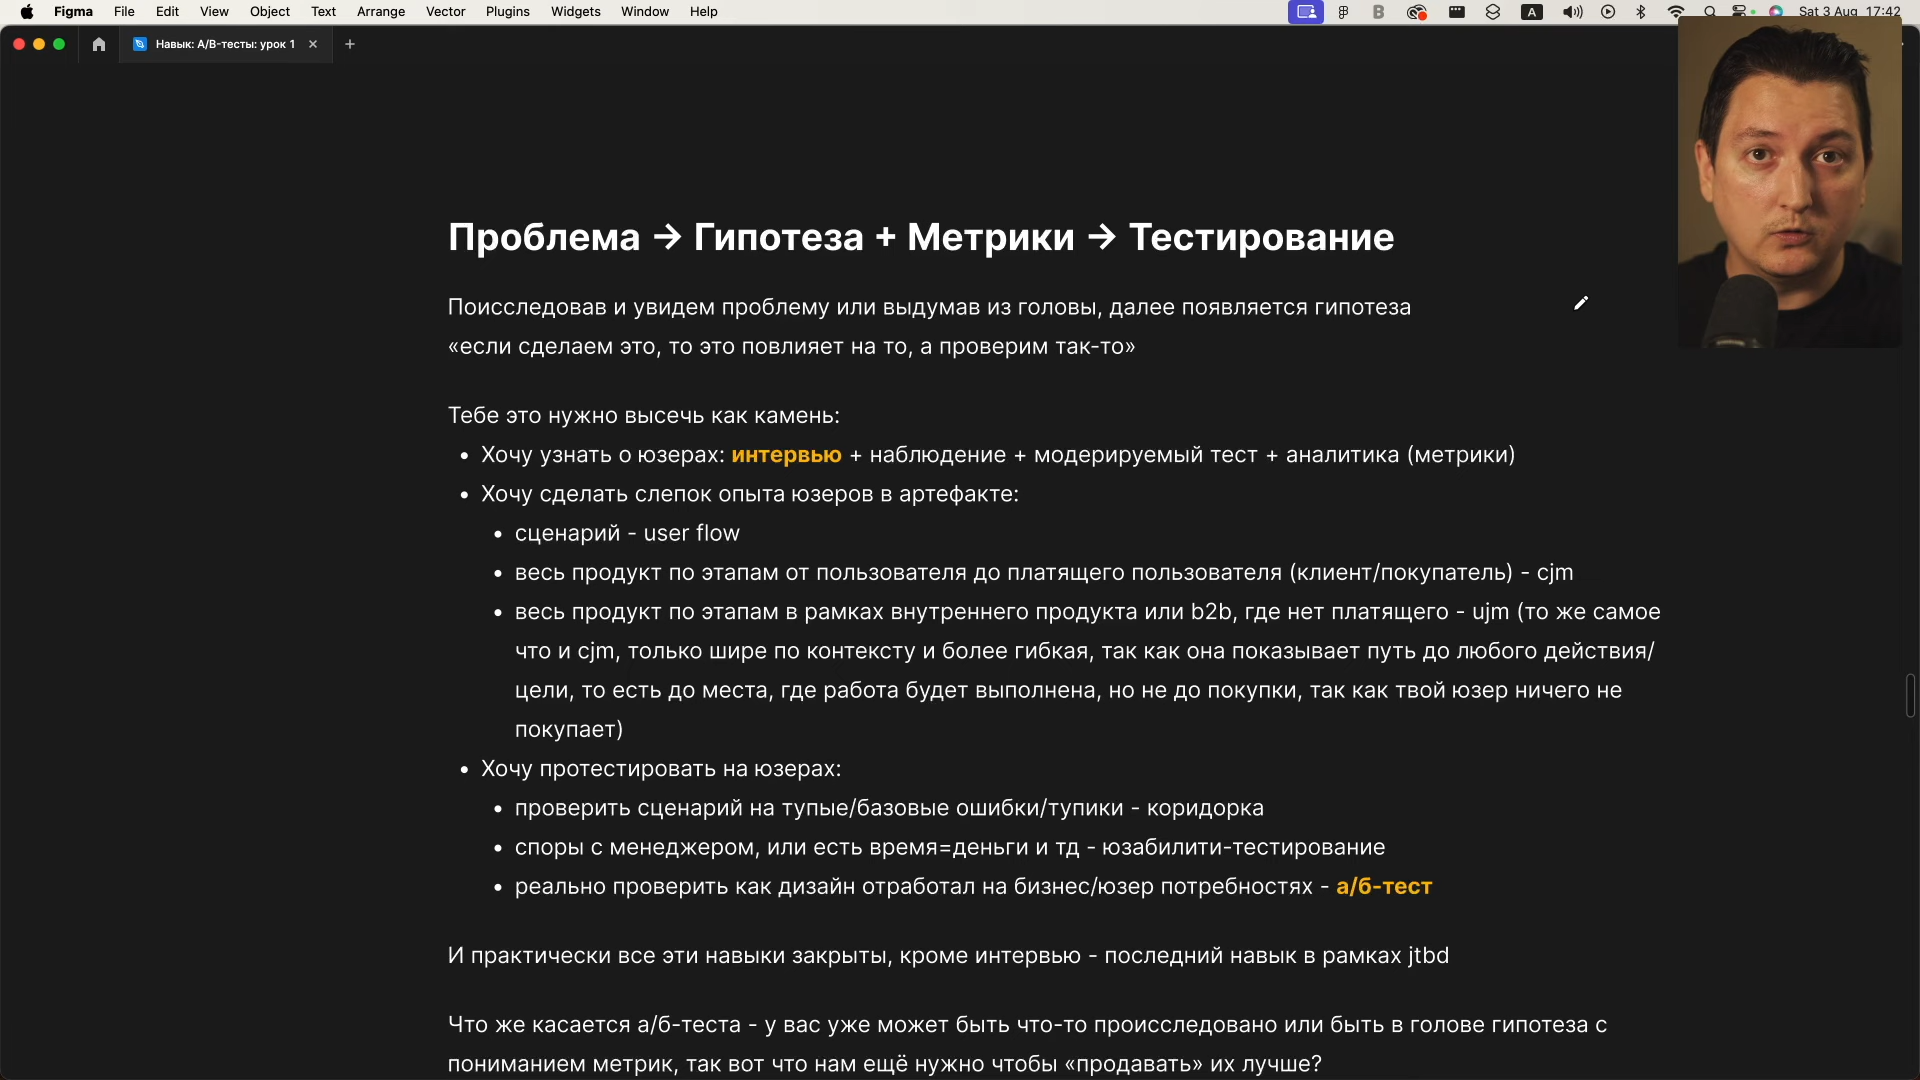 Figma File Edit View Object Text Arrange Vector Plugins Widgets Window Help A Sat 3 Aug 17:42
Навык: A/B-тесты: урок 1
Проблема → Гипотеза + Метрики → Тестирование
Поисследовав и увидем проблему или выдумав из головы, далее появляется гипотеза
«если сделаем это, то это повлияет на то, а проверим так-то»
Тебе это нужно высечь как камень:
• Хочу узнать о юзерах: интервью + наблюдение + модерируемый тест + аналитика (метрики)
• Хочу сделать слепок опыта юзеров в артефакте:
• сценарий - user flow
• весь продукт по этапам от пользователя до платящего пользователя (клиент/покупатель) - cjm
• весь продукт по этапам в рамках внутреннего продукта или b2b, где нет платящего - ujm (то же самое
что и cjm, только шире по контексту и более гибкая, так как она показывает путь до любого действия/
цели, то есть до места, где работа будет выполнена, но не до покупки, так как твой юзер ничего не
покупает)
• Хочу протестировать на юзерах:
• проверить сценарий на тупые/базовые ошибки/тупики - коридорка
• споры с менеджером, или есть время=деньги и тд - юзабилити-тестирование
• реально проверить как дизайн отработал на бизнес/юзер потребностях - а/б-тест
И практически все эти навыки закрыты, кроме интервью - последний навык в рамках jtbd
Что же касается а/б-теста - у вас уже может быть что-то происследовано или быть в голове гипотеза с
пониманием метрик, так вот что нам ещё нужно чтобы «продавать» их лучше?